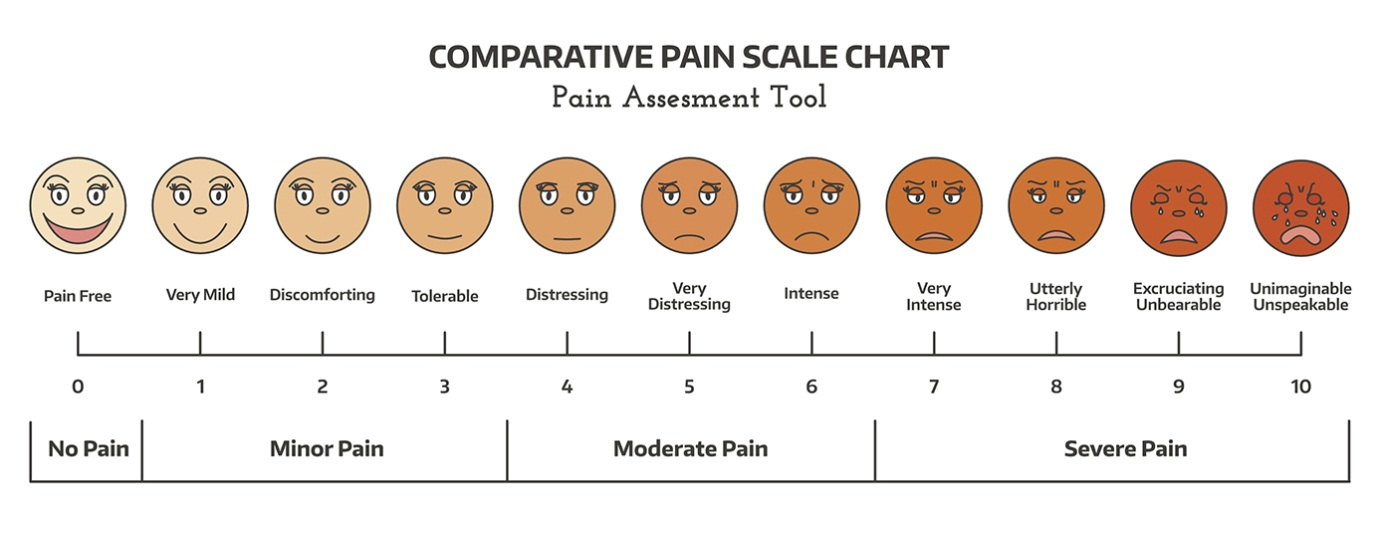 COMPARATIVE PAIN SCALE CHART
Pain Assesment Tool
Pain Free
Very Mild
Discomforting
Tolerable
Distressing
Very
Distressing
Intense
Very
Intense
Utterly
Horrible
Excruciating
Unbearable
Unimaginable
Unspeakable
0 1 2 3 4 5 6 7 8 9 10
No Pain Minor Pain Moderate Pain Severe Pain